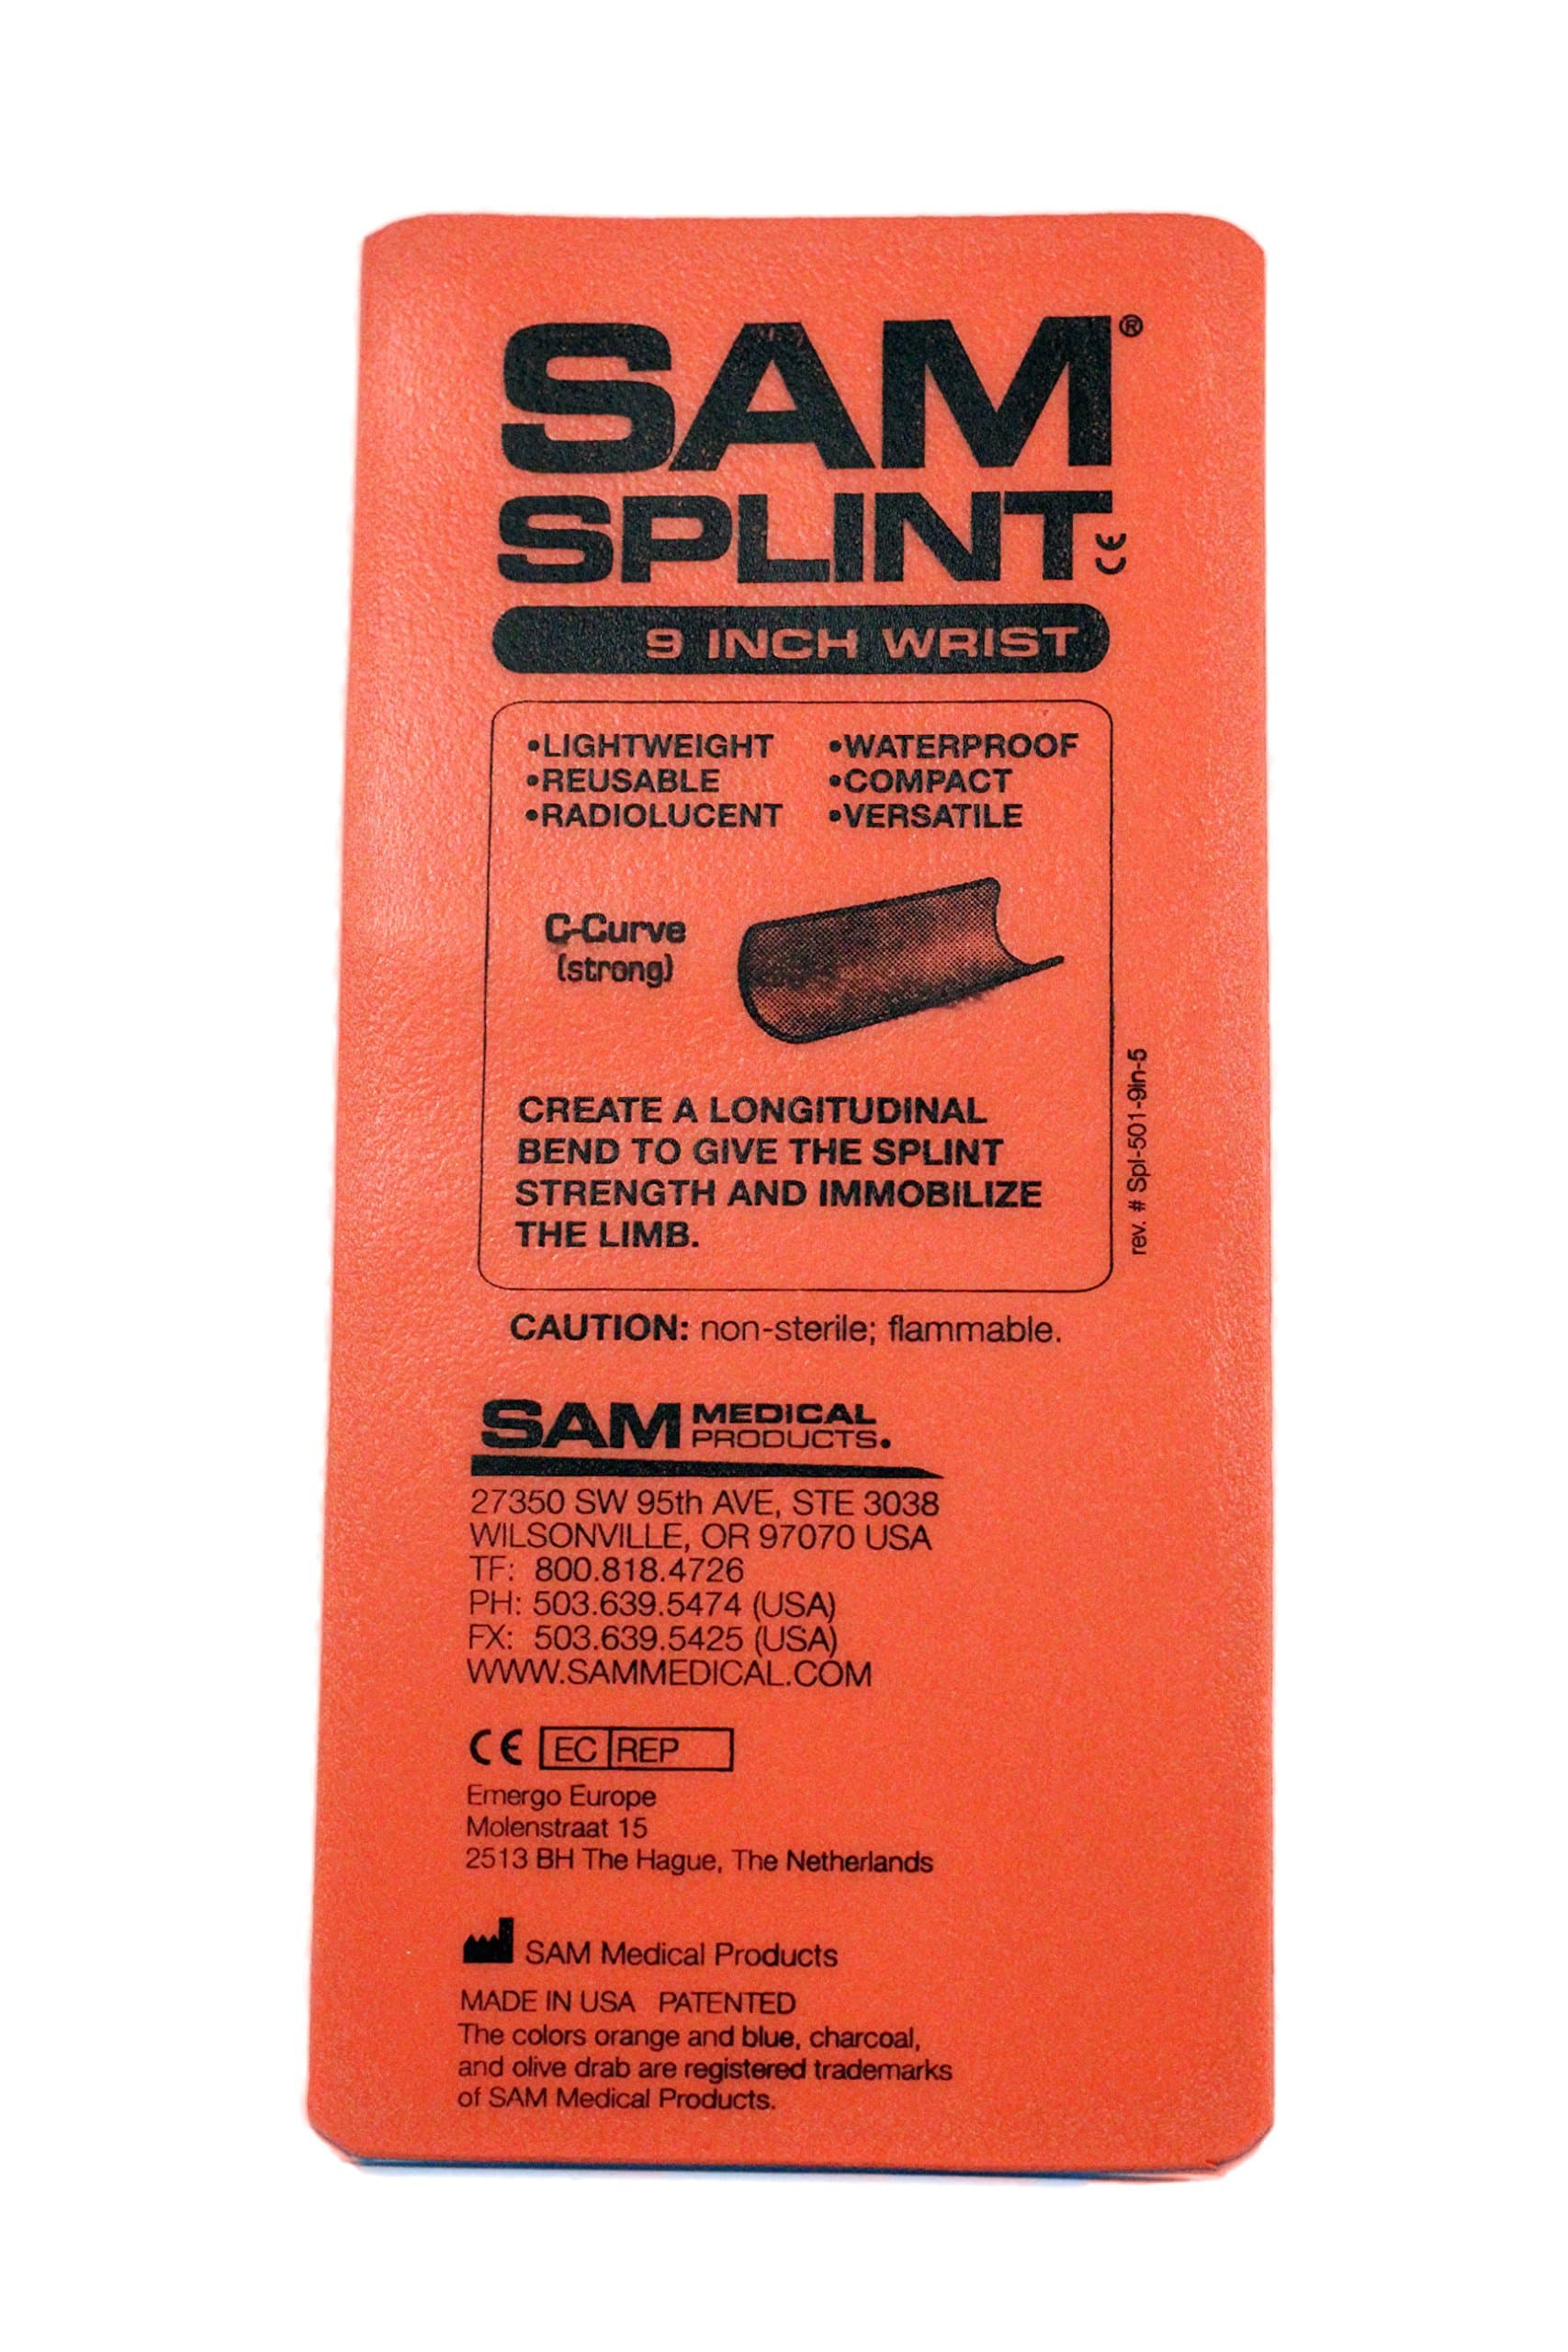 SAM®
SPLINT CE
9 INCH WRIST
•LIGHTWEIGHT •WATERPROOF
•REUSABLE •COMPACT
•RADIOLUCENT •VERSATILE
C-Curve
(strong)
CREATE A LONGITUDINAL
BEND TO GIVE THE SPLINT
STRENGTH AND IMMOBILIZE
THE LIMB.
rev. # Spl-501-9in-5
CAUTION: non-sterile; flammable.
SAM MEDICAL
PRODUCTS.
27350 SW 95th AVE, STE 3038
WILSONVILLE, OR 97070 USA
TF: 800.818.4726
PH: 503.639.5474 (USA)
FX: 503.639.5425 (USA)
WWW.SAMMEDICAL.COM
CE EC REP
Emergo Europe
Molenstraat 15
2513 BH The Hague, The Netherlands
SAM Medical Products
MADE IN USA PATENTED
The colors orange and blue, charcoal,
and olive drab are registered trademarks
of SAM Medical Products.